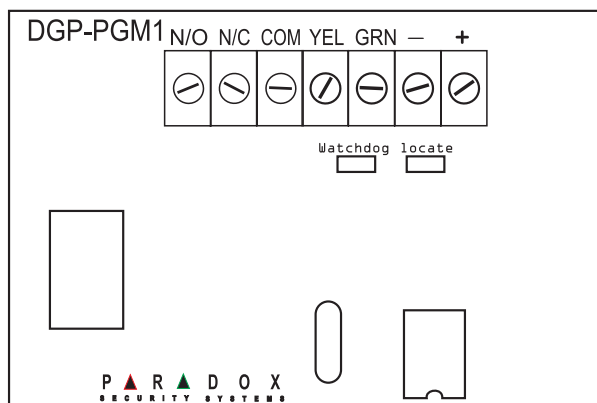 DGP-PGM1
N/O N/C COM YEL GRN – +
Watchdog locate
PARADOX
SECURITY SYSTEMS